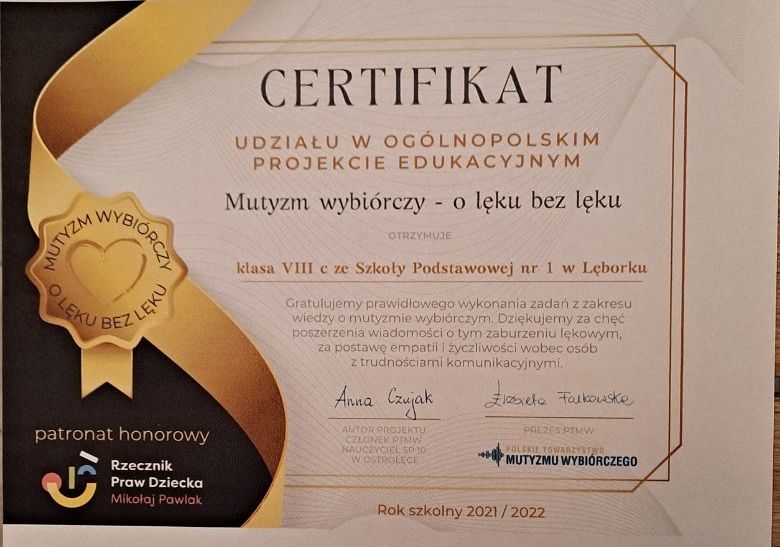 CERTIFIKAT
UDZIAŁU W OGÓLNOPOLSKIM
PROJEKCIE EDUKACYJNYM
Mutyzm wybiórczy - o lęku bez lęku
OTRZYMUJE
klasa VIII c ze Szkoły Podstawowej nr 1 w Lęborku
Gratulujemy prawidłowego wykonania zadań z zakresu
wiedzy o mutyzmie wybiórczym. Dziękujemy za chęć
poszerzenia wiadomości o tym zaburzeniu lękowym,
za postawę empatii i życzliwości wobec osób
z trudnościami komunikacyjnymi.
Anna Czujak
AUTOR PROJEKTU
CZŁONEK PTMW
NAUCZYCIEL SP 10
W OSTROŁĘCE
Elżbieta Falkowska
PREZES PTMW
POLSKIE TOWARZYSTWO
MUTYZMU WYBIÓRCZEGO
Rok szkolny 2021 / 2022
MUTYZM WYBIÓRCZY
O LĘKU BEZ LĘKU
patronat honorowy
Rzecznik
Praw Dziecka
Mikołaj Pawlak